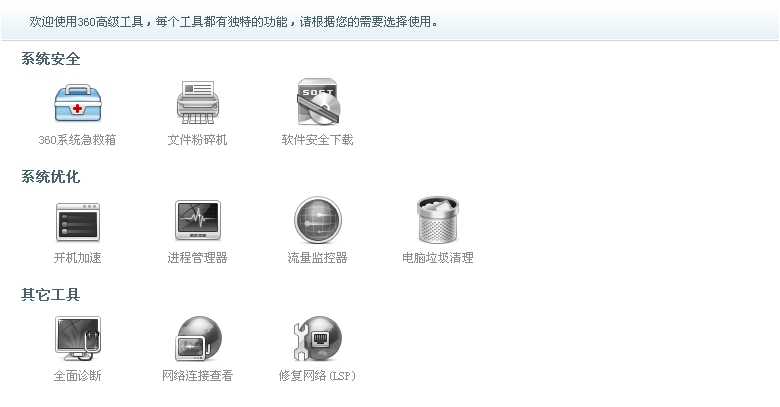 欢迎使用360高级工具，每个工具都有独特的功能，请根据您的需要选择使用。
系统安全
SOFT
360系统急救箱 文件粉碎机 软件安全下载
系统优化
开机加速 进程管理器 流量监控器 电脑垃圾清理
其它工具
全面诊断 网络连接查看 修复网络(LSP)